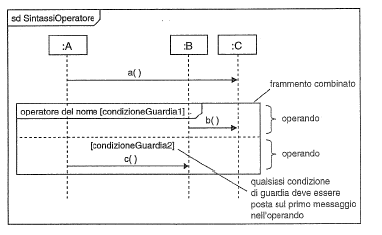 sd SintassiOperatore
:A
:B
:C
a( )
frammento combinato
operatore del nome [condizioneGuardia1]
b( )
operando
[condizioneGuardia2]
operando
c( )
qualsiasi condizione
di guardia deve essere
posta sul primo messaggio
nell'operando